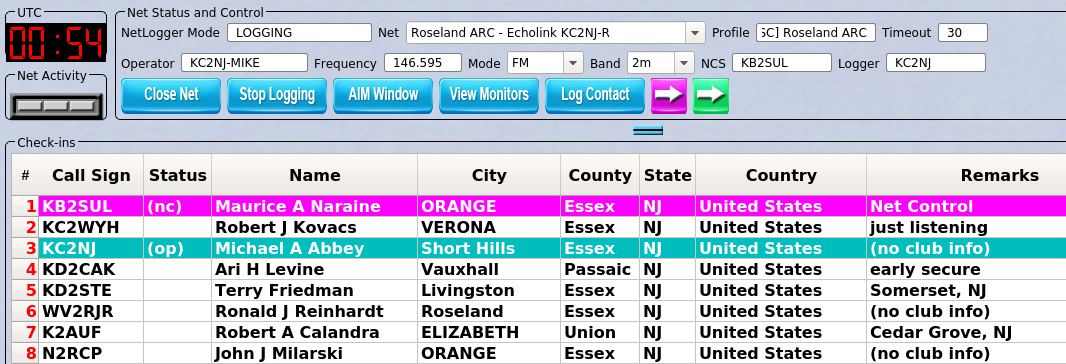 UTC
00:54
Net Activity
Net Status and Control
NetLogger Mode LOGGING Net Roseland ARC - Echolink KC2NJ-R Profile SC] Roseland ARC Timeout 30
Operator KC2NJ-MIKE Frequency 146.595 Mode FM Band 2m NCS KB2SUL Logger KC2NJ
Close Net Stop Logging AIM Window View Monitors Log Contact
Check-ins
# Call Sign Status Name City County State Country Remarks
1 KB2SUL (nc) Maurice A Naraine ORANGE Essex NJ United States Net Control
2 KC2WYH Robert J Kovacs VERONA Essex NJ United States just listening
3 KC2NJ (op) Michael A Abbey Short Hills Essex NJ United States (no club info)
4 KD2CAK Ari H Levine Vauxhall Passaic NJ United States early secure
5 KD2STE Terry Friedman Livingston Essex NJ United States Somerset, NJ
6 WV2RJR Ronald J Reinhardt Roseland Essex NJ United States (no club info)
7 K2AUF Robert A Calandra ELIZABETH Union NJ United States Cedar Grove, NJ
8 N2RCP John J Milarski ORANGE Essex NJ United States (no club info)